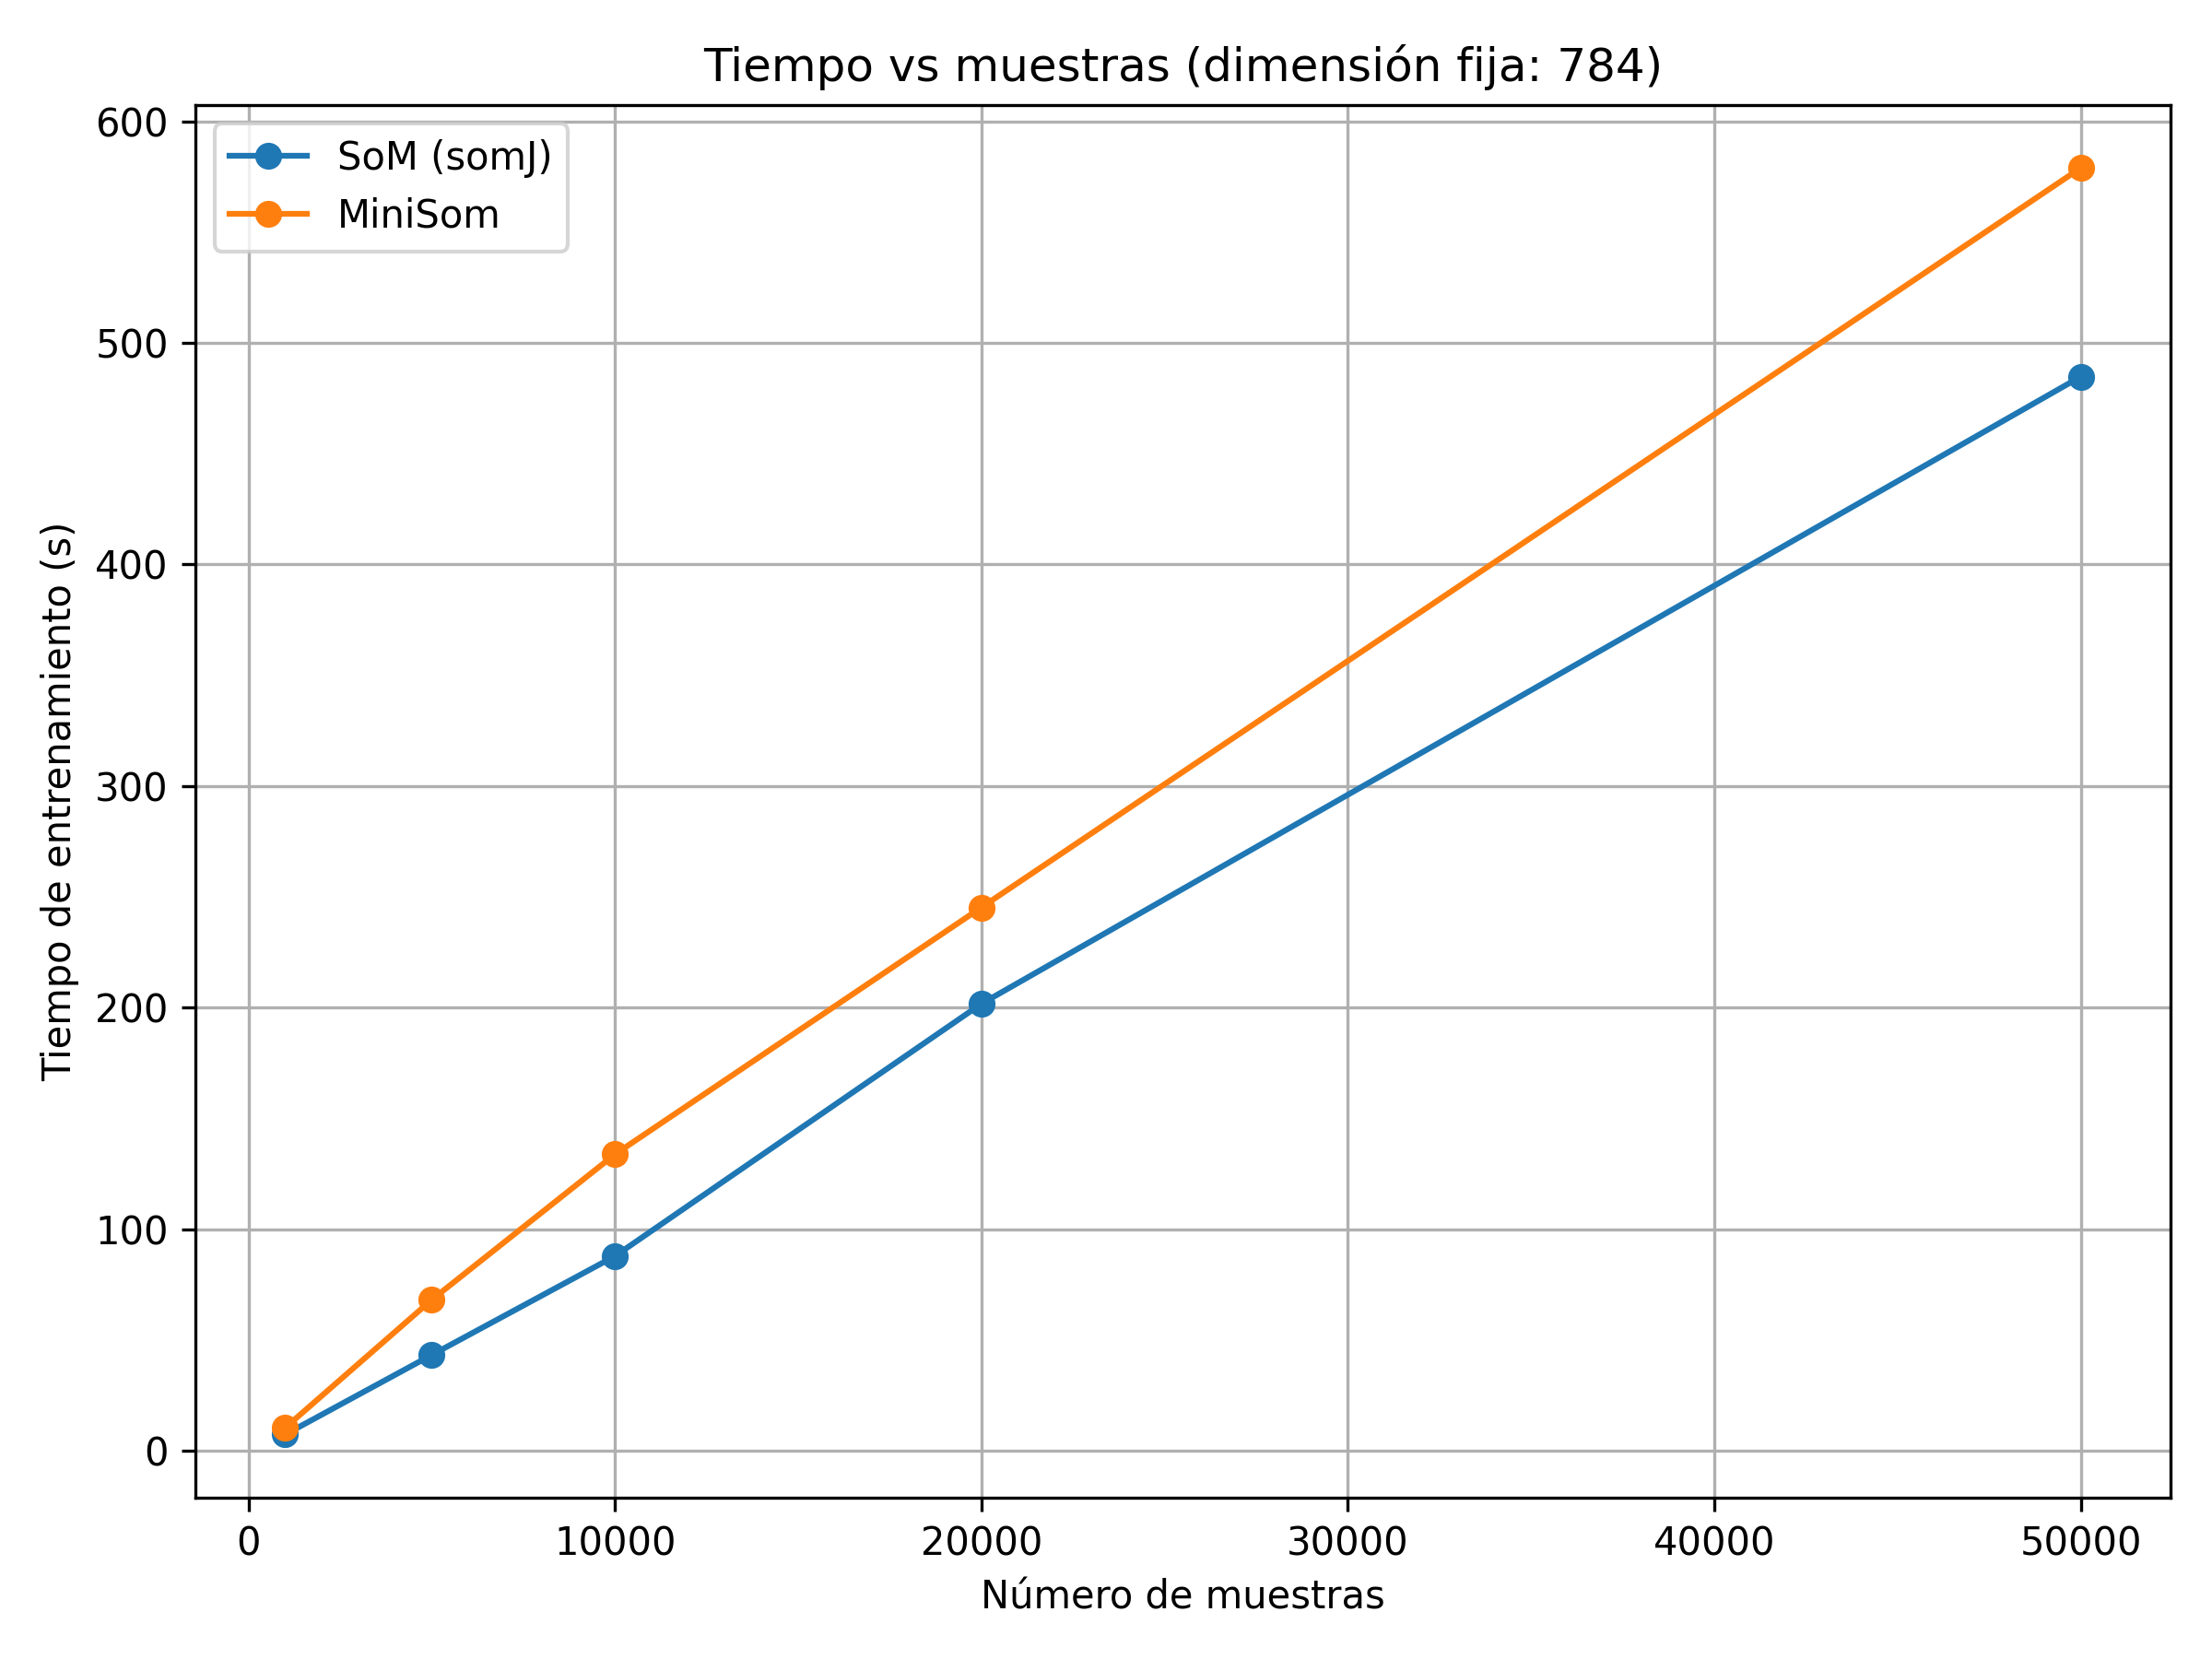 Tiempo vs muestras (dimensión fija: 784)
SoM (somJ)
MiniSom
600
500
400
300
200
100
0
Tiempo de entrenamiento (s)
0 10000 20000 30000 40000 50000
Número de muestras